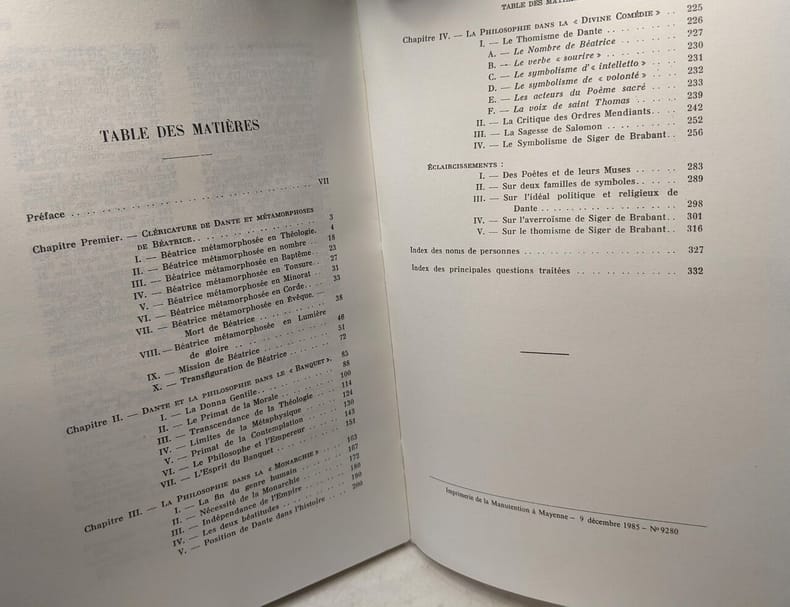 TABLE DES MATIÈRES
Préface . . . . . . . . . . . . . . . . . . . . . . . . . . . . VII
Chapitre Premier. — CLÉRICATURE DE DANTE ET MÉTAMORPHOSES
DE BÉATRICE. . . . . . . . . . . . . . 3
I. — Béatrice métamorphosée en Théologie. 4
II. — Béatrice métamorphosée en nombre . . 18
III. — Béatrice métamorphosée en Baptême. . 23
IV. — Béatrice métamorphosée en Tonsure. . 27
V. — Béatrice métamorphosée en Minorat . . 31
VI. — Béatrice métamorphosée en Corde. . . 33
VII. — Béatrice métamorphosée en Évêque. —
Mort de Béatrice . . . . . . . . . . 38
VIII. — Béatrice métamorphosée en Lumière
de gloire . . . . . . . . . . . . . 46
IX. — Mission de Béatrice . . . . . . . . . 51
X. — Transfiguration de Béatrice . . . . . . 72
Chapitre II. — DANTE ET LA PHILOSOPHIE DANS LE « BANQUET ». 85
I. — La Donna Gentile. . . . . . . . . . . 88
II. — Le Primat de la Morale . . . . . . . . 100
III. — Transcendance de la Théologie . . . . 114
IV. — Limites de la Métaphysique . . . . . . 124
V. — Primat de la Contemplation . . . . . . 130
VI. — Le Philosophe et l'Empereur . . . . . 143
VII. — L'Esprit du Banquet . . . . . . . . . 151
Chapitre III. — LA PHILOSOPHIE DANS LA « MONARCHIE » . . . 163
I. — La fin du genre humain . . . . . . . . 167
II. — Nécessité de la Monarchie . . . . . . 172
III. — Indépendance de l'Empire . . . . . . 180
IV. — Les deux béatitudes . . . . . . . . . 190
V. — Position de Dante dans l'histoire . . . 200
TABLE DES
Chapitre IV. — LA PHILOSOPHIE DANS LA « DIVINE COMÉDIE » . . 225
I. — Le Thomisme de Dante . . . . . . . . 226
A. — Le Nombre de Béatrice . . . . . . 227
B. — Le verbe « sourire » . . . . . . . 230
C. — Le symbolisme d'« intelletto » . . . 231
D. — Le symbolisme de « volonté » . . . 232
E. — Les acteurs du Poème sacré . . . . 233
F. — La voix de saint Thomas . . . . . 239
II. — La Critique des Ordres Mendiants. . . 242
III. — La Sagesse de Salomon . . . . . . . . 252
IV. — Le Symbolisme de Siger de Brabant. . 256
ÉCLAIRCISSEMENTS :
I. — Des Poètes et de leurs Muses . . . . . 283
II. — Sur deux familles de symboles. . . . . 289
III. — Sur l'idéal politique et religieux de
Dante . . . . . . . . . . . . . . . . 298
IV. — Sur l'averroïsme de Siger de Brabant. . 301
V. — Sur le thomisme de Siger de Brabant. . 316
Index des noms de personnes . . . . . . . . . . . . . . . . 327
Index des principales questions traitées . . . . . . . . . . 332
Imprimerie de la Manutention à Mayenne – 9 décembre 1985 – N° 9280